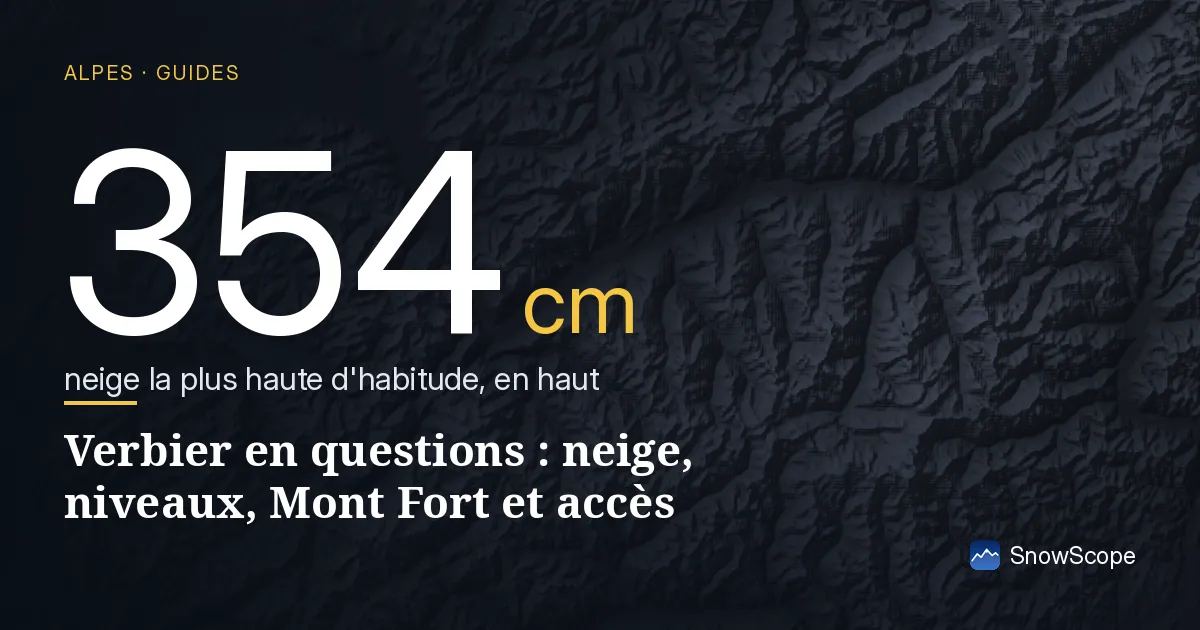 ALPES · GUIDES
354 cm
neige la plus haute d'habitude, en haut
Verbier en questions : neige,
niveaux, Mont Fort et accès
SnowScope